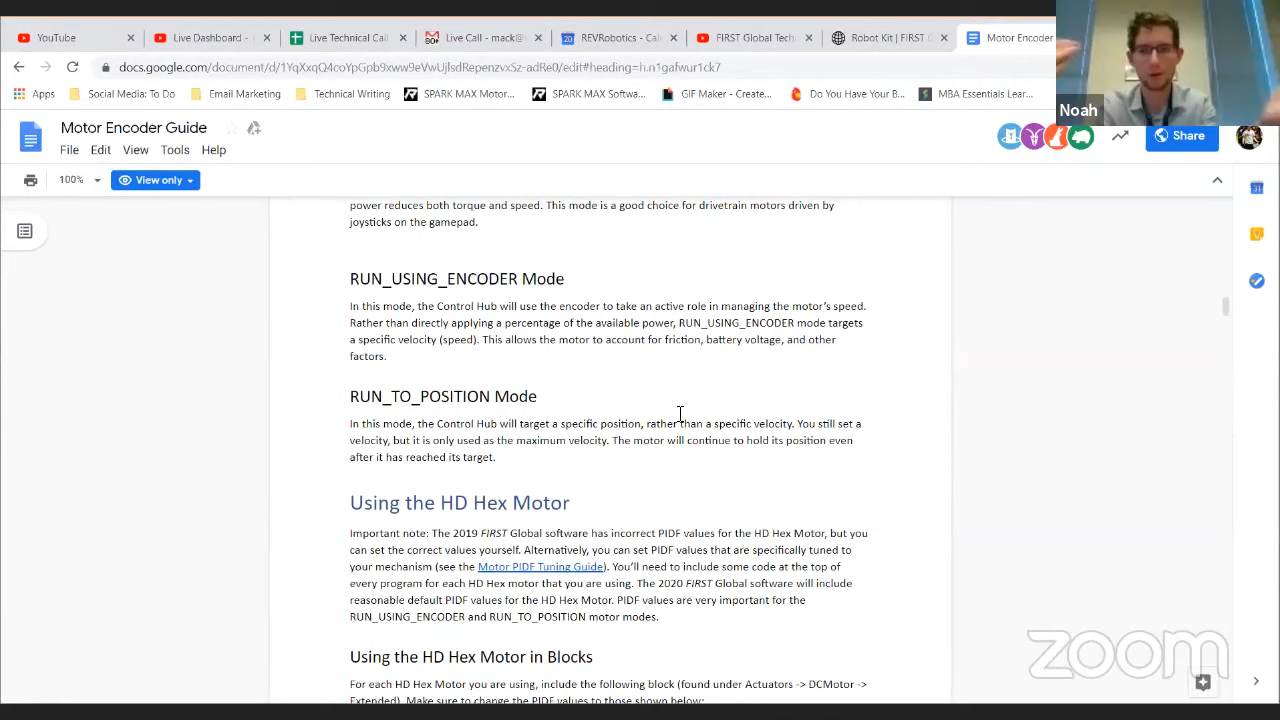 YouTube
Live Dashboard -
Live Technical Call
Live Call - mack@
REVRobotics - Cal
FIRST Global Tech
Robot Kit | FIRST G
Motor Encoder
docs.google.com/document/d/1YqXxqQ4coYpGpb9xww9eVwUjlsdRepenzvxSz-adRe0/edit#heading=h.n1gafwur1ck7
Apps
Social Media: To Do
Email Marketing
Technical Writing
SPARK MAX Motor...
SPARK MAX Softwa...
GIF Maker - Create...
Do You Have Your B...
MBA Essentials Lear...
Noah
Motor Encoder Guide
File Edit View Tools Help
Share
100%
View only
power reduces both torque and speed. This mode is a good choice for drivetrain motors driven by
joysticks on the gamepad.
RUN_USING_ENCODER Mode
In this mode, the Control Hub will use the encoder to take an active role in managing the motor's speed.
Rather than directly applying a percentage of the available power, RUN_USING_ENCODER mode targets
a specific velocity (speed). This allows the motor to account for friction, battery voltage, and other
factors.
RUN_TO_POSITION Mode
In this mode, the Control Hub will target a specific position, rather than a specific velocity. You still set a
velocity, but it is only used as the maximum velocity. The motor will continue to hold its position even
after it has reached its target.
Using the HD Hex Motor
Important note: The 2019 FIRST Global software has incorrect PIDF values for the HD Hex Motor, but you
can set the correct values yourself. Alternatively, you can set PIDF values that are specifically tuned to
your mechanism (see the Motor PIDF Tuning Guide). You'll need to include some code at the top of
every program for each HD Hex motor that you are using. The 2020 FIRST Global software will include
reasonable default PIDF values for the HD Hex Motor. PIDF values are very important for the
RUN_USING_ENCODER and RUN_TO_POSITION motor modes.
Using the HD Hex Motor in Blocks
For each HD Hex Motor you are using, include the following block (found under Actuators -> DCMotor ->
Extended). Make sure to change the PIDF values to those shown below:
zoom